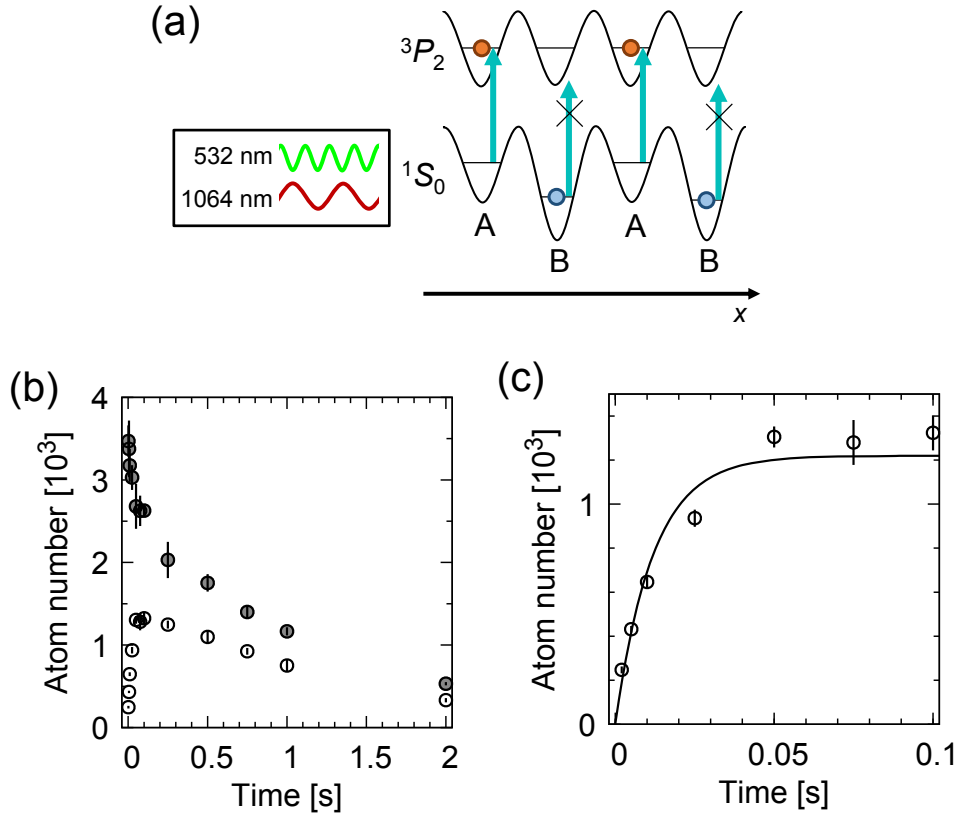 (a)
³P₂
532 nm
1064 nm
¹S₀
A
B
A
B
x
(b)
Atom number [10³]
4
3
2
1
0
0
0.5
1
1.5
2
Time [s]
(c)
Atom number [10³]
1
0
0
0.05
0.1
Time [s]